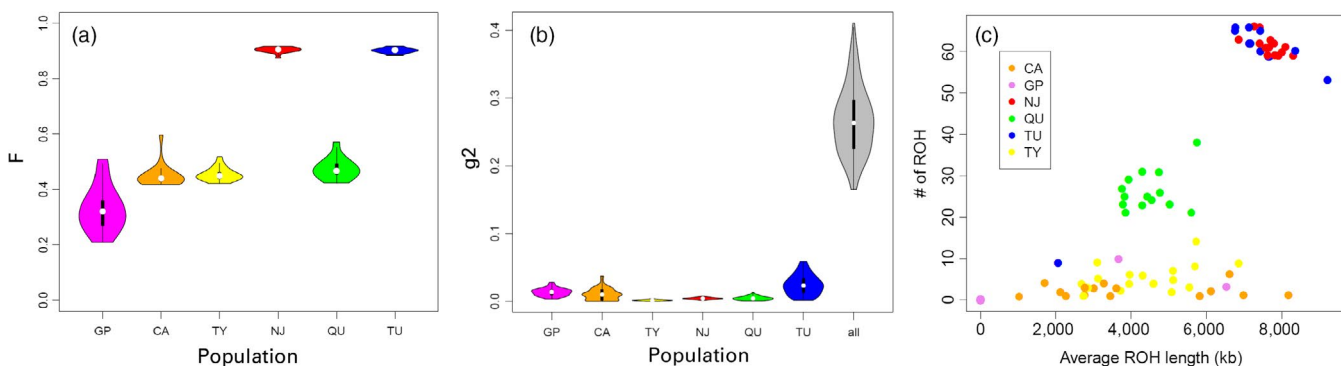 (a)
F
1.0
0.8
0.6
0.4
0.2
0.0
GP CA TY NJ QU TU
Population
(b)
g2
0.4
0.3
0.2
0.1
0.0
GP CA TY NJ QU TU all
Population
(c)
# of ROH
60
50
40
30
20
10
0
CA
GP
NJ
QU
TU
TY
0 2,000 4,000 6,000 8,000
Average ROH length (kb)